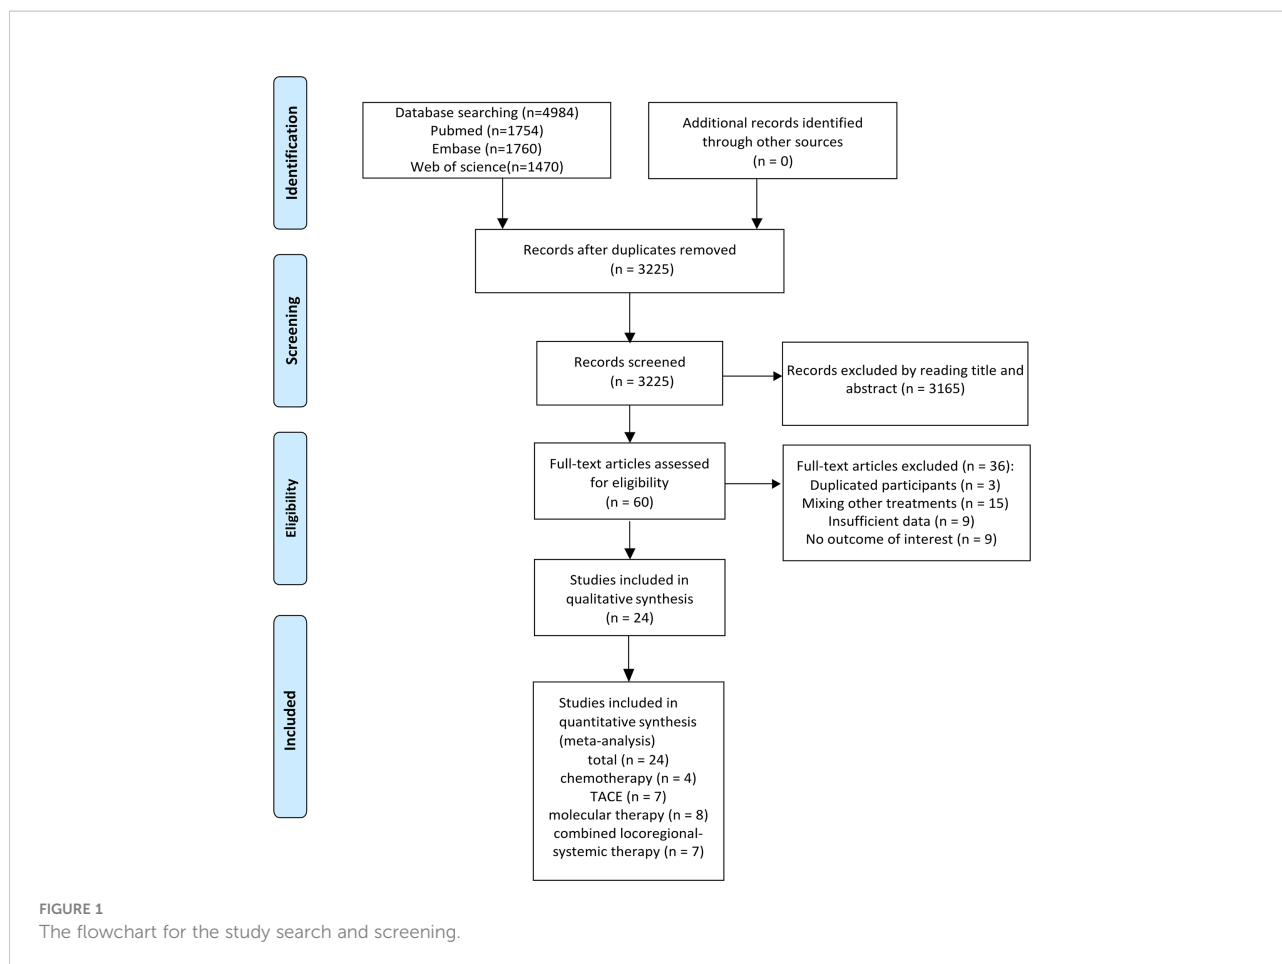 Identification
Database searching (n=4984)
Pubmed (n=1754)
Embase (n=1760)
Web of science(n=1470)
Additional records identified
through other sources
(n = 0)
Records after duplicates removed
(n = 3225)
Screening
Records screened
(n = 3225)
Records excluded by reading title and
abstract (n = 3165)
Eligibility
Full-text articles assessed
for eligibility
(n = 60)
Full-text articles excluded (n = 36):
Duplicated participants (n = 3)
Mixing other treatments (n = 15)
Insufficient data (n = 9)
No outcome of interest (n = 9)
Studies included in
qualitative synthesis
(n = 24)
Included
Studies included in
quantitative synthesis
(meta-analysis)
total (n = 24)
chemotherapy (n = 4)
TACE (n = 7)
molecular therapy (n = 8)
combined locoregional-
systemic therapy (n = 7)
FIGURE 1
The flowchart for the study search and screening.